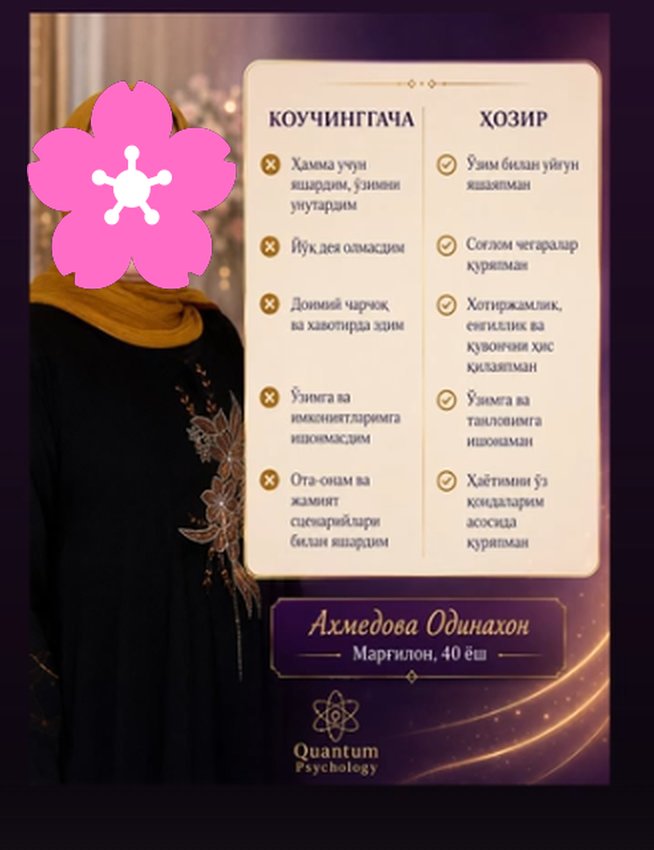 КОУЧИНГГАЧА
Ҳамма учун
яшардим, ўзимни
унутардим
Йўқ дея олмасдим
Доимий чарчоқ
ва хавотирда эдим
Ўзимга ва
имкониятларимга
ишонмасдим
Ота-онам ва
жамият
сценарийлари
билан яшардим
ҲОЗИР
Ўзим билан уйғун
яшаяпман
Соғлом чегаралар
қуряпман
Хотиржамлик,
енгиллик ва
қувончни ҳис
қилаяпман
Ўзимга ва
танловимга
ишонаман
Ҳаётимни ўз
қоидаларим
асосида
қуряпман
Ахмедова Одинахон
Марғилон, 40 ёш
Quantum
Psychology